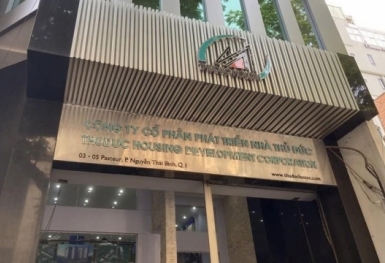 CÔNG TY CỔ PHẦN PHÁT TRIỂN NHÀ THỦ ĐỨC
THUDUC HOUSING DEVELOPMENT CORPORATION
03 - 05 Pasteur, P. Nguyễn Thái Bình, Q.1
www.thuduchouse.com